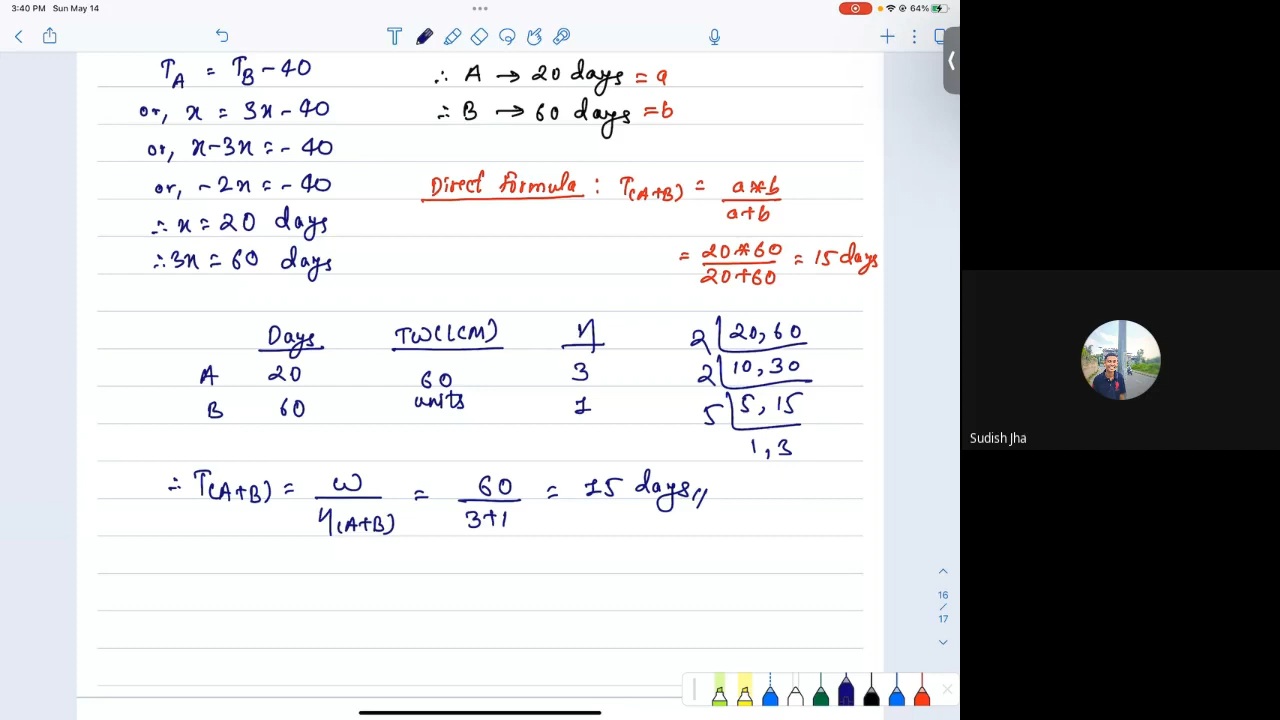 3:40 PM Sun May 14
64%
T_A = T_B - 40
or, x = 3x - 40
or, x - 3x = - 40
or, - 2x = - 40
∴ x = 20 days
∴ 3x = 60 days
∴ A → 20 days = a
∴ B → 60 days = b
Direct formula : T(A+B) = a*b / a+b
= 20*60 / 20+60 = 15 days
Days TW(LCM) η
A 20 60 units 3
B 60 1
2 | 20, 60
2 | 10, 30
5 | 5, 15
1, 3
∴ T(A+B) = W / η(A+B) = 60 / 3+1 = 15 days //
16
/
17
Sudish Jha